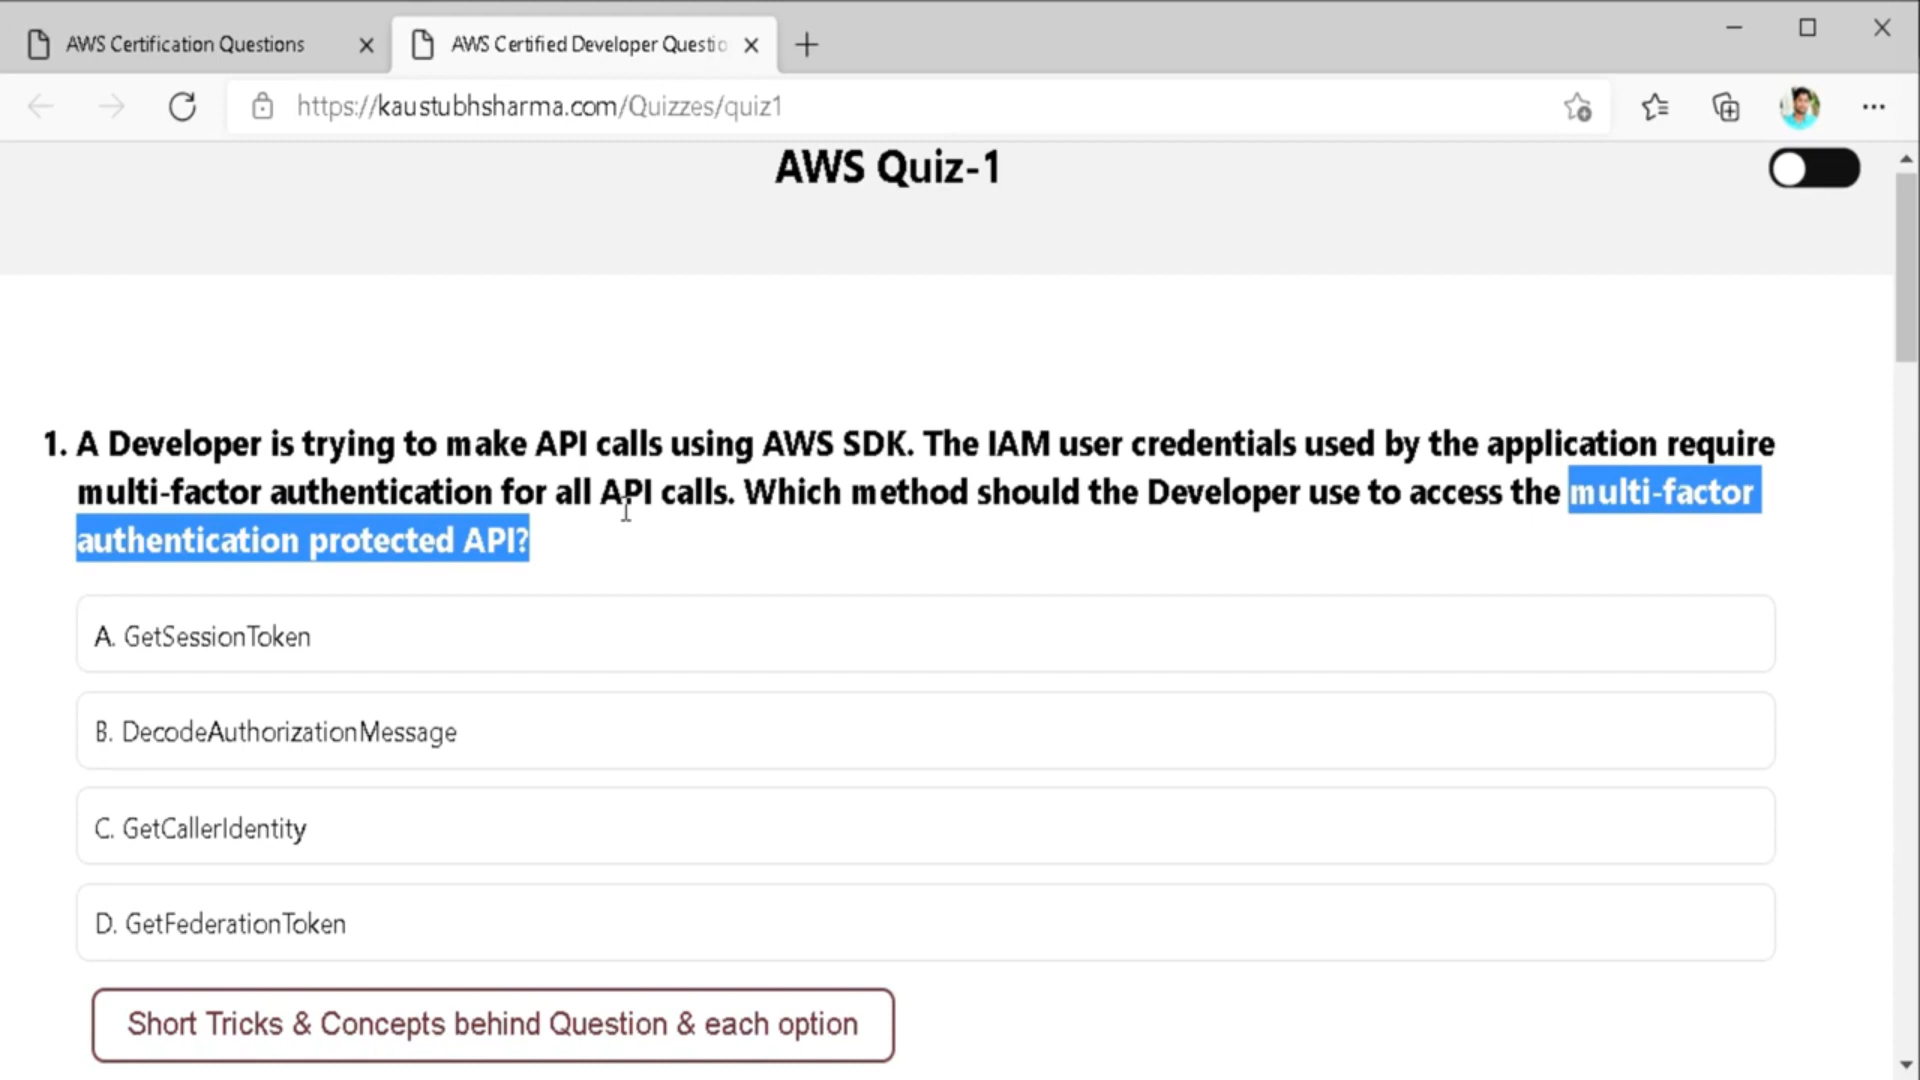 AWS Certification Questions
AWS Certified Developer Questio
https://kaustubhsharma.com/Quizzes/quiz1
AWS Quiz-1
1. A Developer is trying to make API calls using AWS SDK. The IAM user credentials used by the application require
multi-factor authentication for all API calls. Which method should the Developer use to access the multi-factor
authentication protected API?
A. GetSessionToken
B. DecodeAuthorizationMessage
C. GetCallerIdentity
D. GetFederationToken
Short Tricks & Concepts behind Question & each option